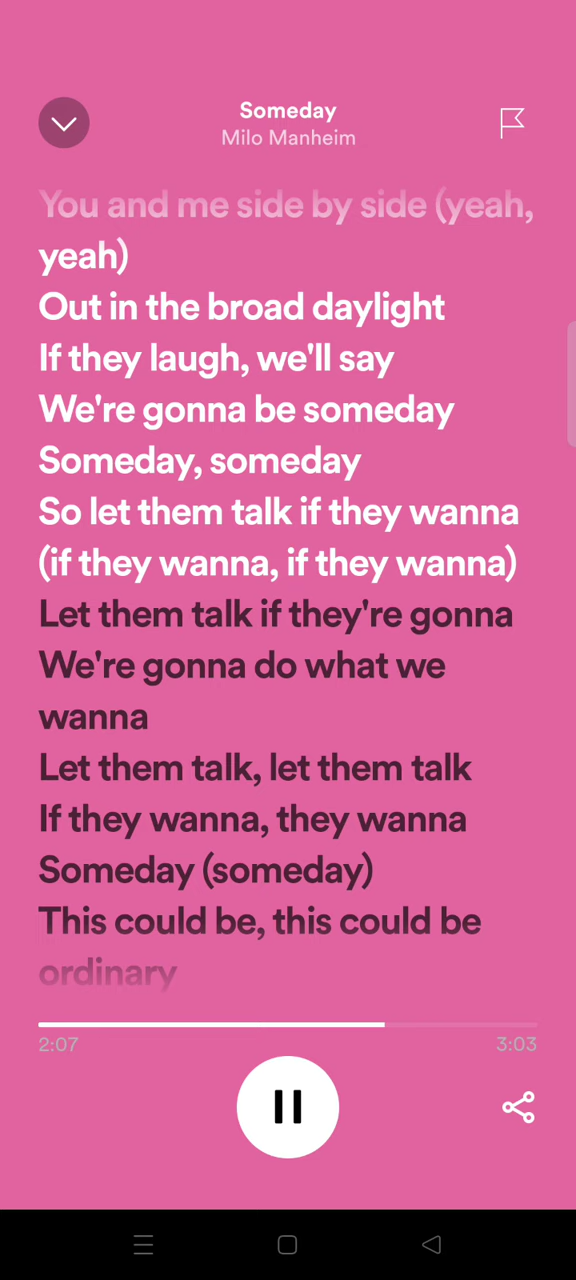 Someday
Milo Manheim
You and me side by side (yeah,
yeah)
Out in the broad daylight
If they laugh, we'll say
We're gonna be someday
Someday, someday
So let them talk if they wanna
(if they wanna, if they wanna)
Let them talk if they're gonna
We're gonna do what we
wanna
Let them talk, let them talk
If they wanna, they wanna
Someday (someday)
This could be, this could be
ordinary
2:07
3:03